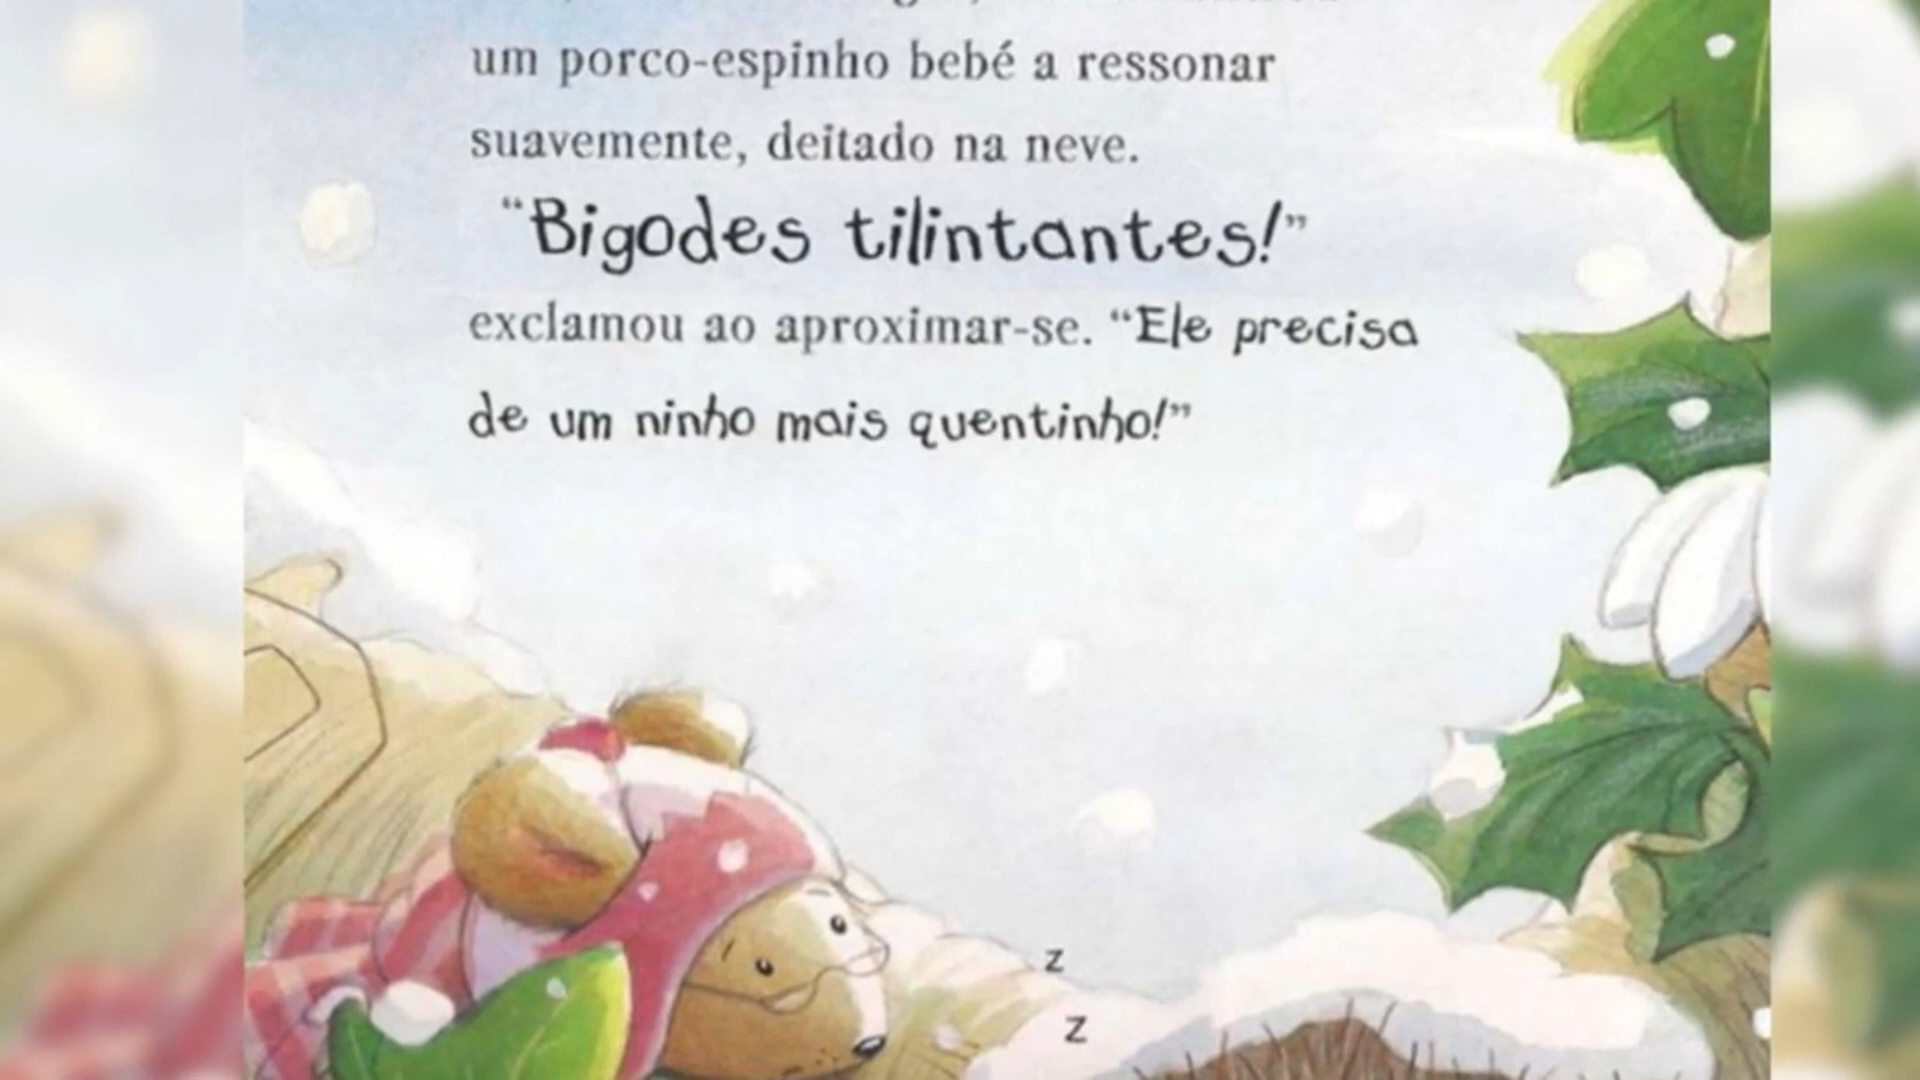 um porco-espinho bebé a ressonar
suavemente, deitado na neve.
“Bigodes tilintantes!”
exclamou ao aproximar-se. “Ele precisa
de um ninho mais quentinho!”
z
z